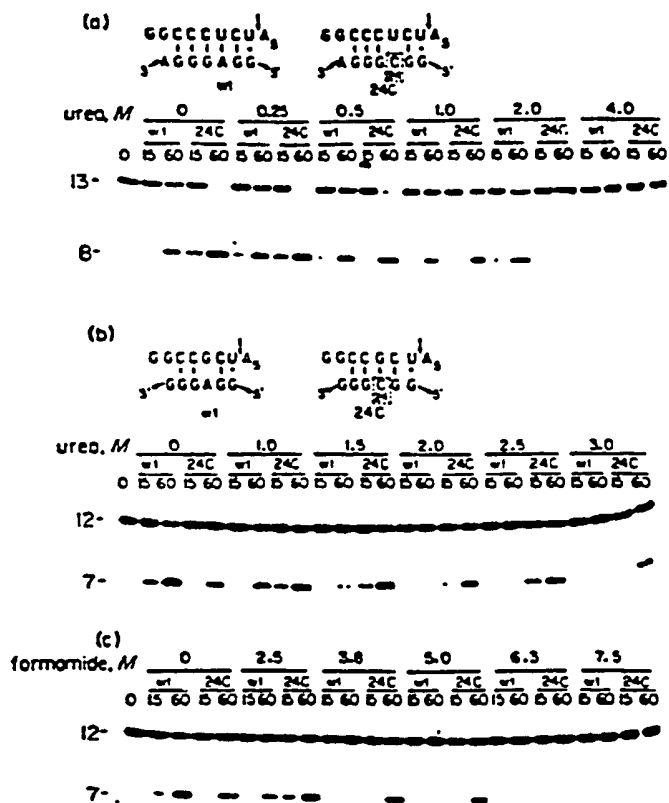 (a)
G G C C C U C U A5 G G C C C U C U A5
3' A G G G A G G 5' 3' A G G G C G G 5'
wt 24C
urea, M 0 0.25 0.5 1.0 2.0 4.0
wt 24C wt 24C wt 24C wt 24C wt 24C wt 24C
0 15 60 15 60 15 60 15 60 15 60 15 60 15 60 15 60 15 60 15 60 15 60 15 60
13-
8-
(b)
G G C C G C U A5 G G C C G C U A5
3' G G G A G G 5' 3' G G G C G G 5'
wt 24C
urea, M 0 1.0 1.5 2.0 2.5 3.0
wt 24C wt 24C wt 24C wt 24C wt 24C wt 24C
0 15 60 15 60 15 60 15 60 15 60 15 60 15 60 15 60 15 60 15 60 15 60 15 60
12-
7-
(c)
formamide, M 0 2.5 3.8 5.0 6.3 7.5
wt 24C wt 24C wt 24C wt 24C wt 24C wt 24C
0 15 60 15 60 15 60 15 60 15 60 15 60 15 60 15 60 15 60 15 60 15 60 15 60
12-
7-